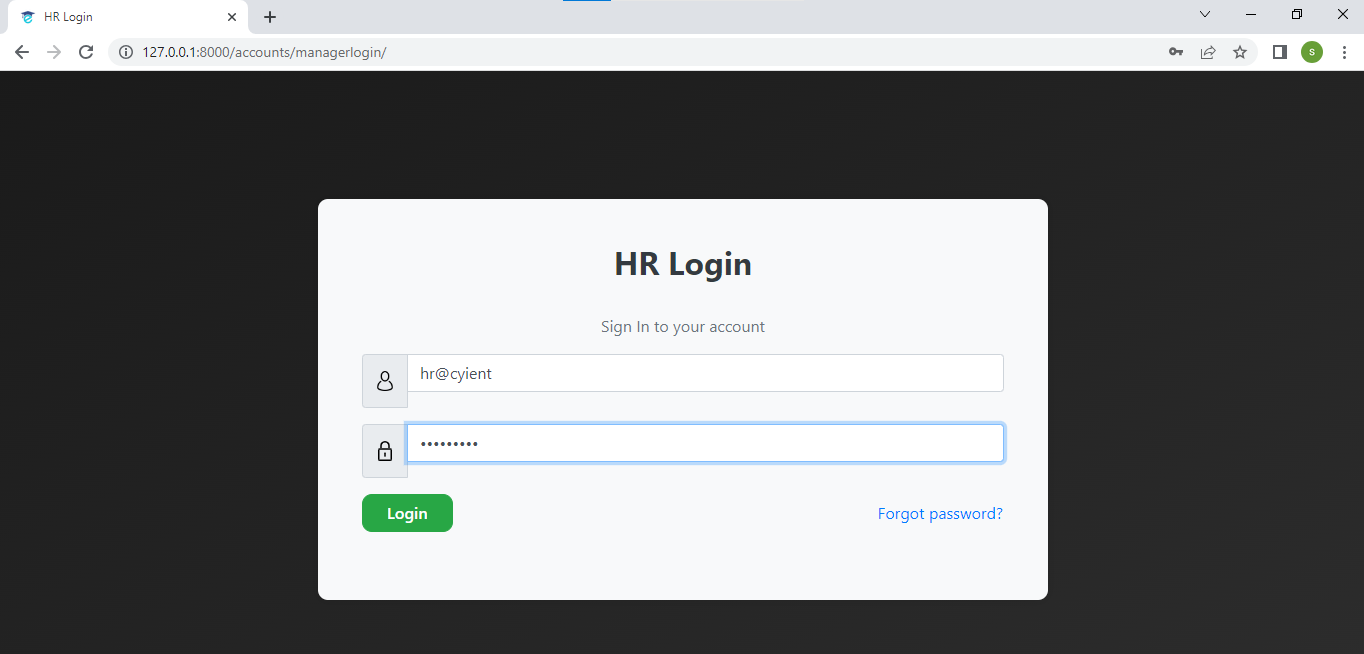 HR Login
127.0.0.1:8000/accounts/managerlogin/
s
HR Login
Sign In to your account
hr@cyient
•••••••••
Login
Forgot password?